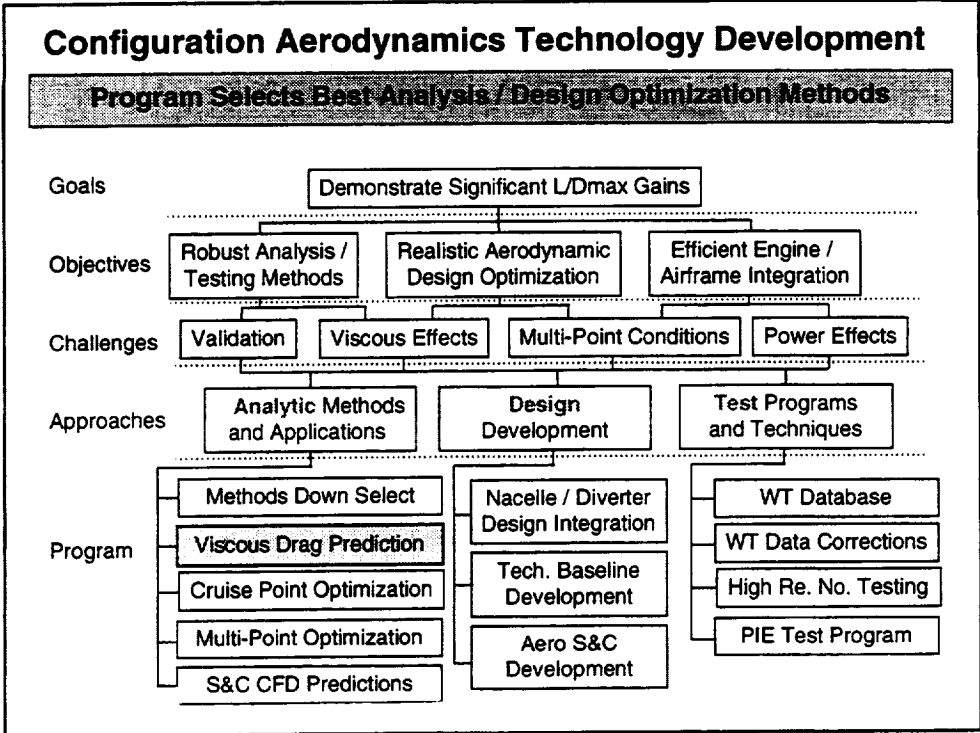 Configuration Aerodynamics Technology Development
Program Selects Best Analysis / Design Optimization Methods
Goals
Demonstrate Significant L/Dmax Gains
Objectives
Robust Analysis /
Testing Methods
Realistic Aerodynamic
Design Optimization
Efficient Engine /
Airframe Integration
Challenges
Validation
Viscous Effects
Multi-Point Conditions
Power Effects
Approaches
Analytic Methods
and Applications
Design
Development
Test Programs
and Techniques
Program
Methods Down Select
Viscous Drag Prediction
Cruise Point Optimization
Multi-Point Optimization
S&C CFD Predictions
Nacelle / Diverter
Design Integration
Tech. Baseline
Development
Aero S&C
Development
WT Database
WT Data Corrections
High Re. No. Testing
PIE Test Program